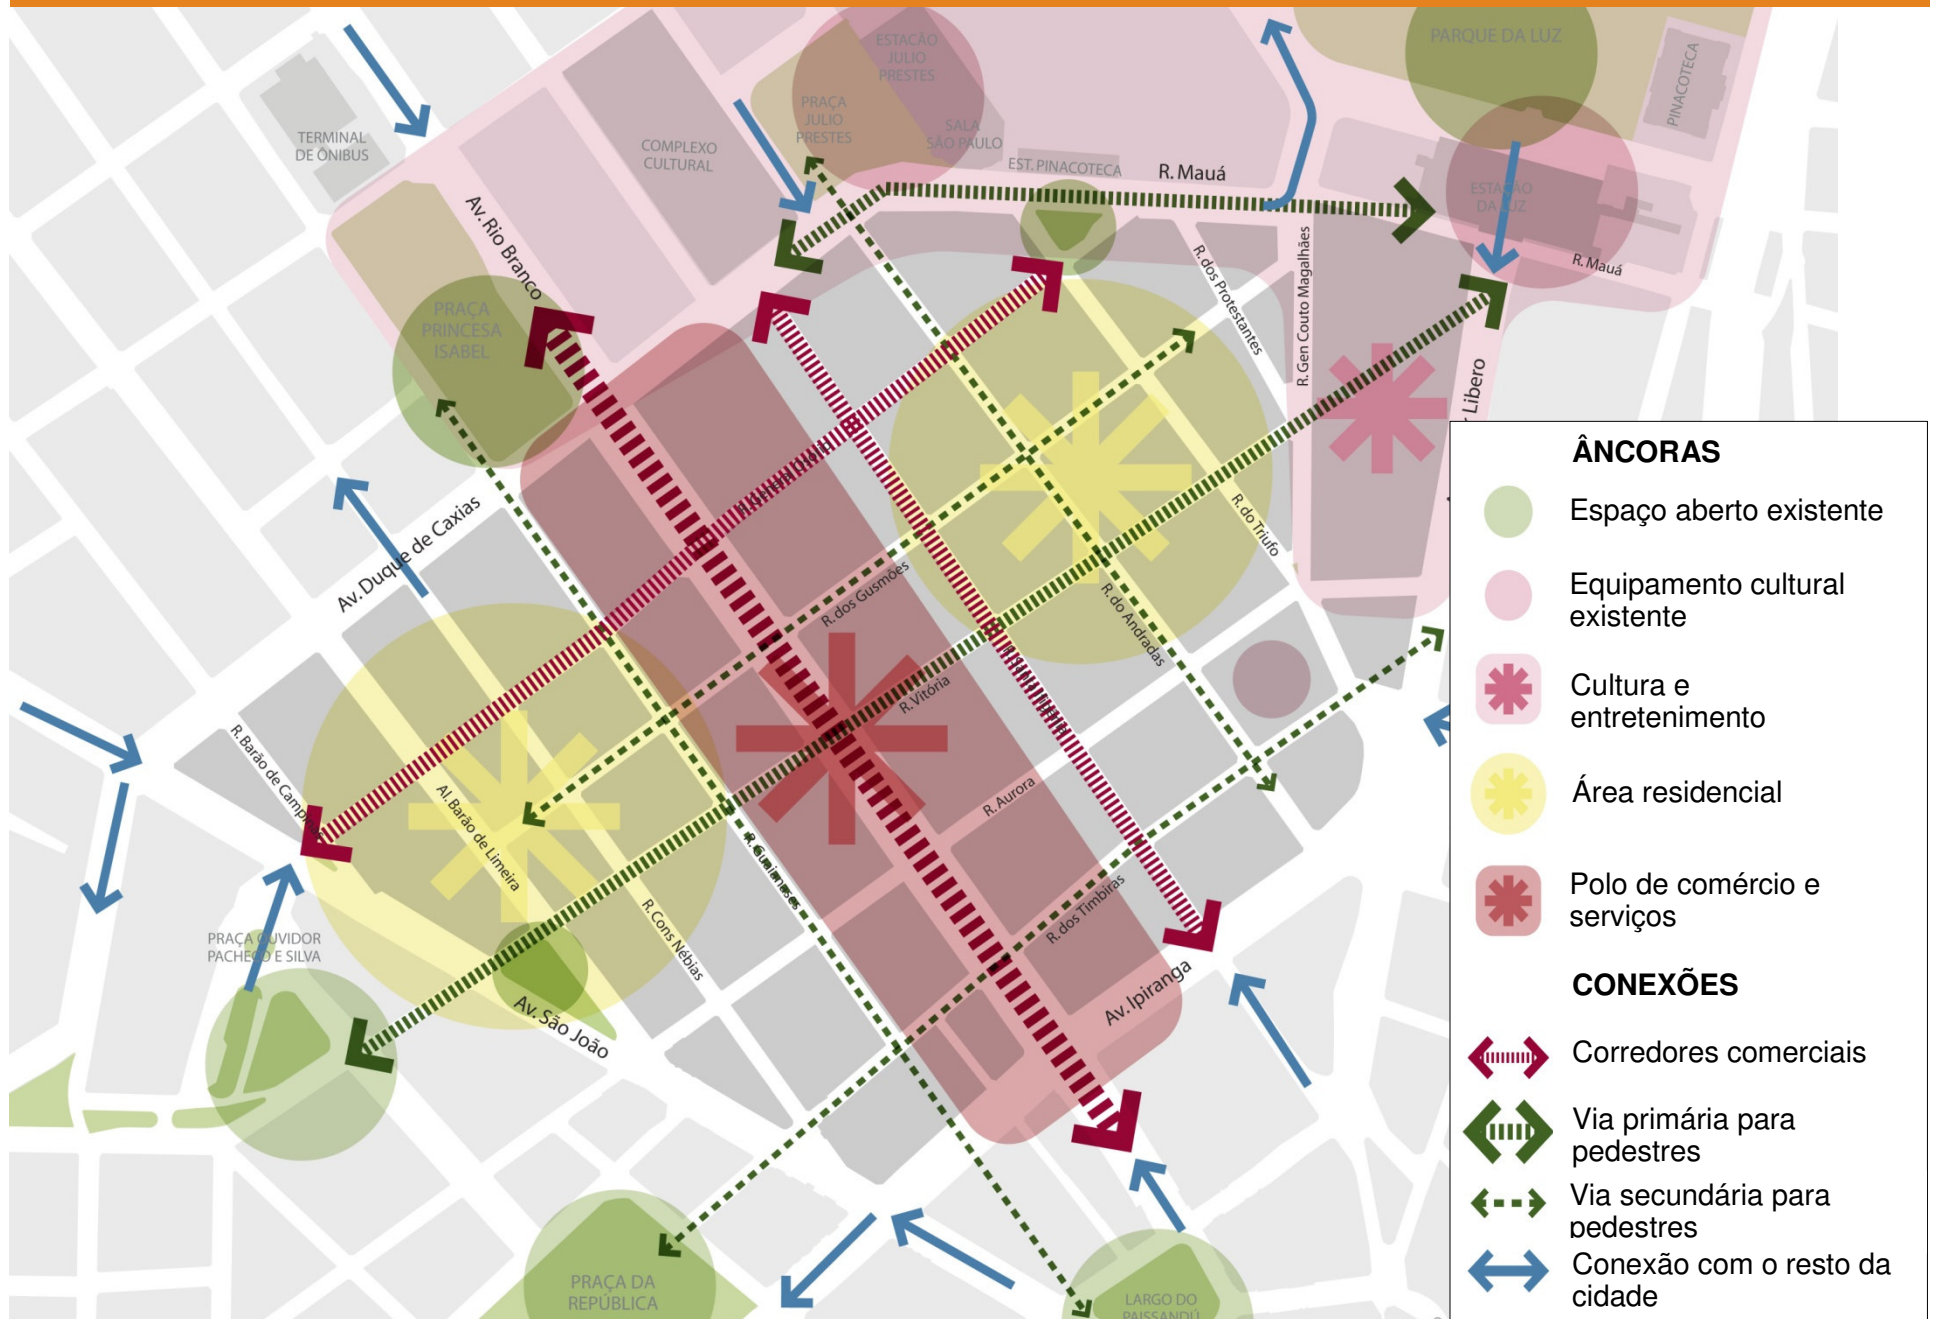 ESTAÇÃO
JULIO
PRESTES
PARQUE DA LUZ
PINACOTECA
PRAÇA
JULIO
PRESTES
SALA
SÃO PAULO
TERMINAL
DE ÔNIBUS
COMPLEXO
CULTURAL
EST. PINACOTECA
R. Mauá
ESTAÇÃO
DA LUZ
Av. Rio Branco
R. dos Protestantes
R. Gen Couto Magalhães
R. Mauá
PRAÇA
PRINCESA
ISABEL
Libero
Av. Duque de Caxias
R. do Triufo
R. dos Gusmões
R. do Andradas
R. Vitória
R. Barão de Campinas
Al. Barão de Limeira
R. Aurora
R. Guaianases
R. dos Timbiras
R. Cons Nébias
PRAÇA OUVIDOR
PACHECO E SILVA
Av. São João
Av. Ipiranga
PRAÇA DA
REPÚBLICA
LARGO DO
PAISSANDÚ
ÂNCORAS
Espaço aberto existente
Equipamento cultural
existente
Cultura e
entretenimento
Área residencial
Polo de comércio e
serviços
CONEXÕES
Corredores comerciais
Via primária para
pedestres
Via secundária para
pedestres
Conexão com o resto da
cidade